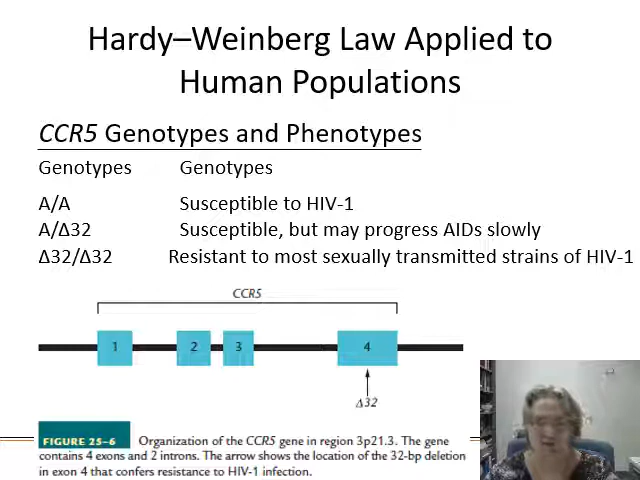 Hardy–Weinberg Law Applied to
Human Populations
CCR5 Genotypes and Phenotypes
Genotypes Genotypes
A/A Susceptible to HIV-1
A/Δ32 Susceptible, but may progress AIDs slowly
Δ32/Δ32 Resistant to most sexually transmitted strains of HIV-1
CCR5
1 2 3 4
Δ32
FIGURE 25–6 Organization of the CCR5 gene in region 3p21.3. The gene
contains 4 exons and 2 introns. The arrow shows the location of the 32-bp deletion
in exon 4 that confers resistance to HIV-1 infection.